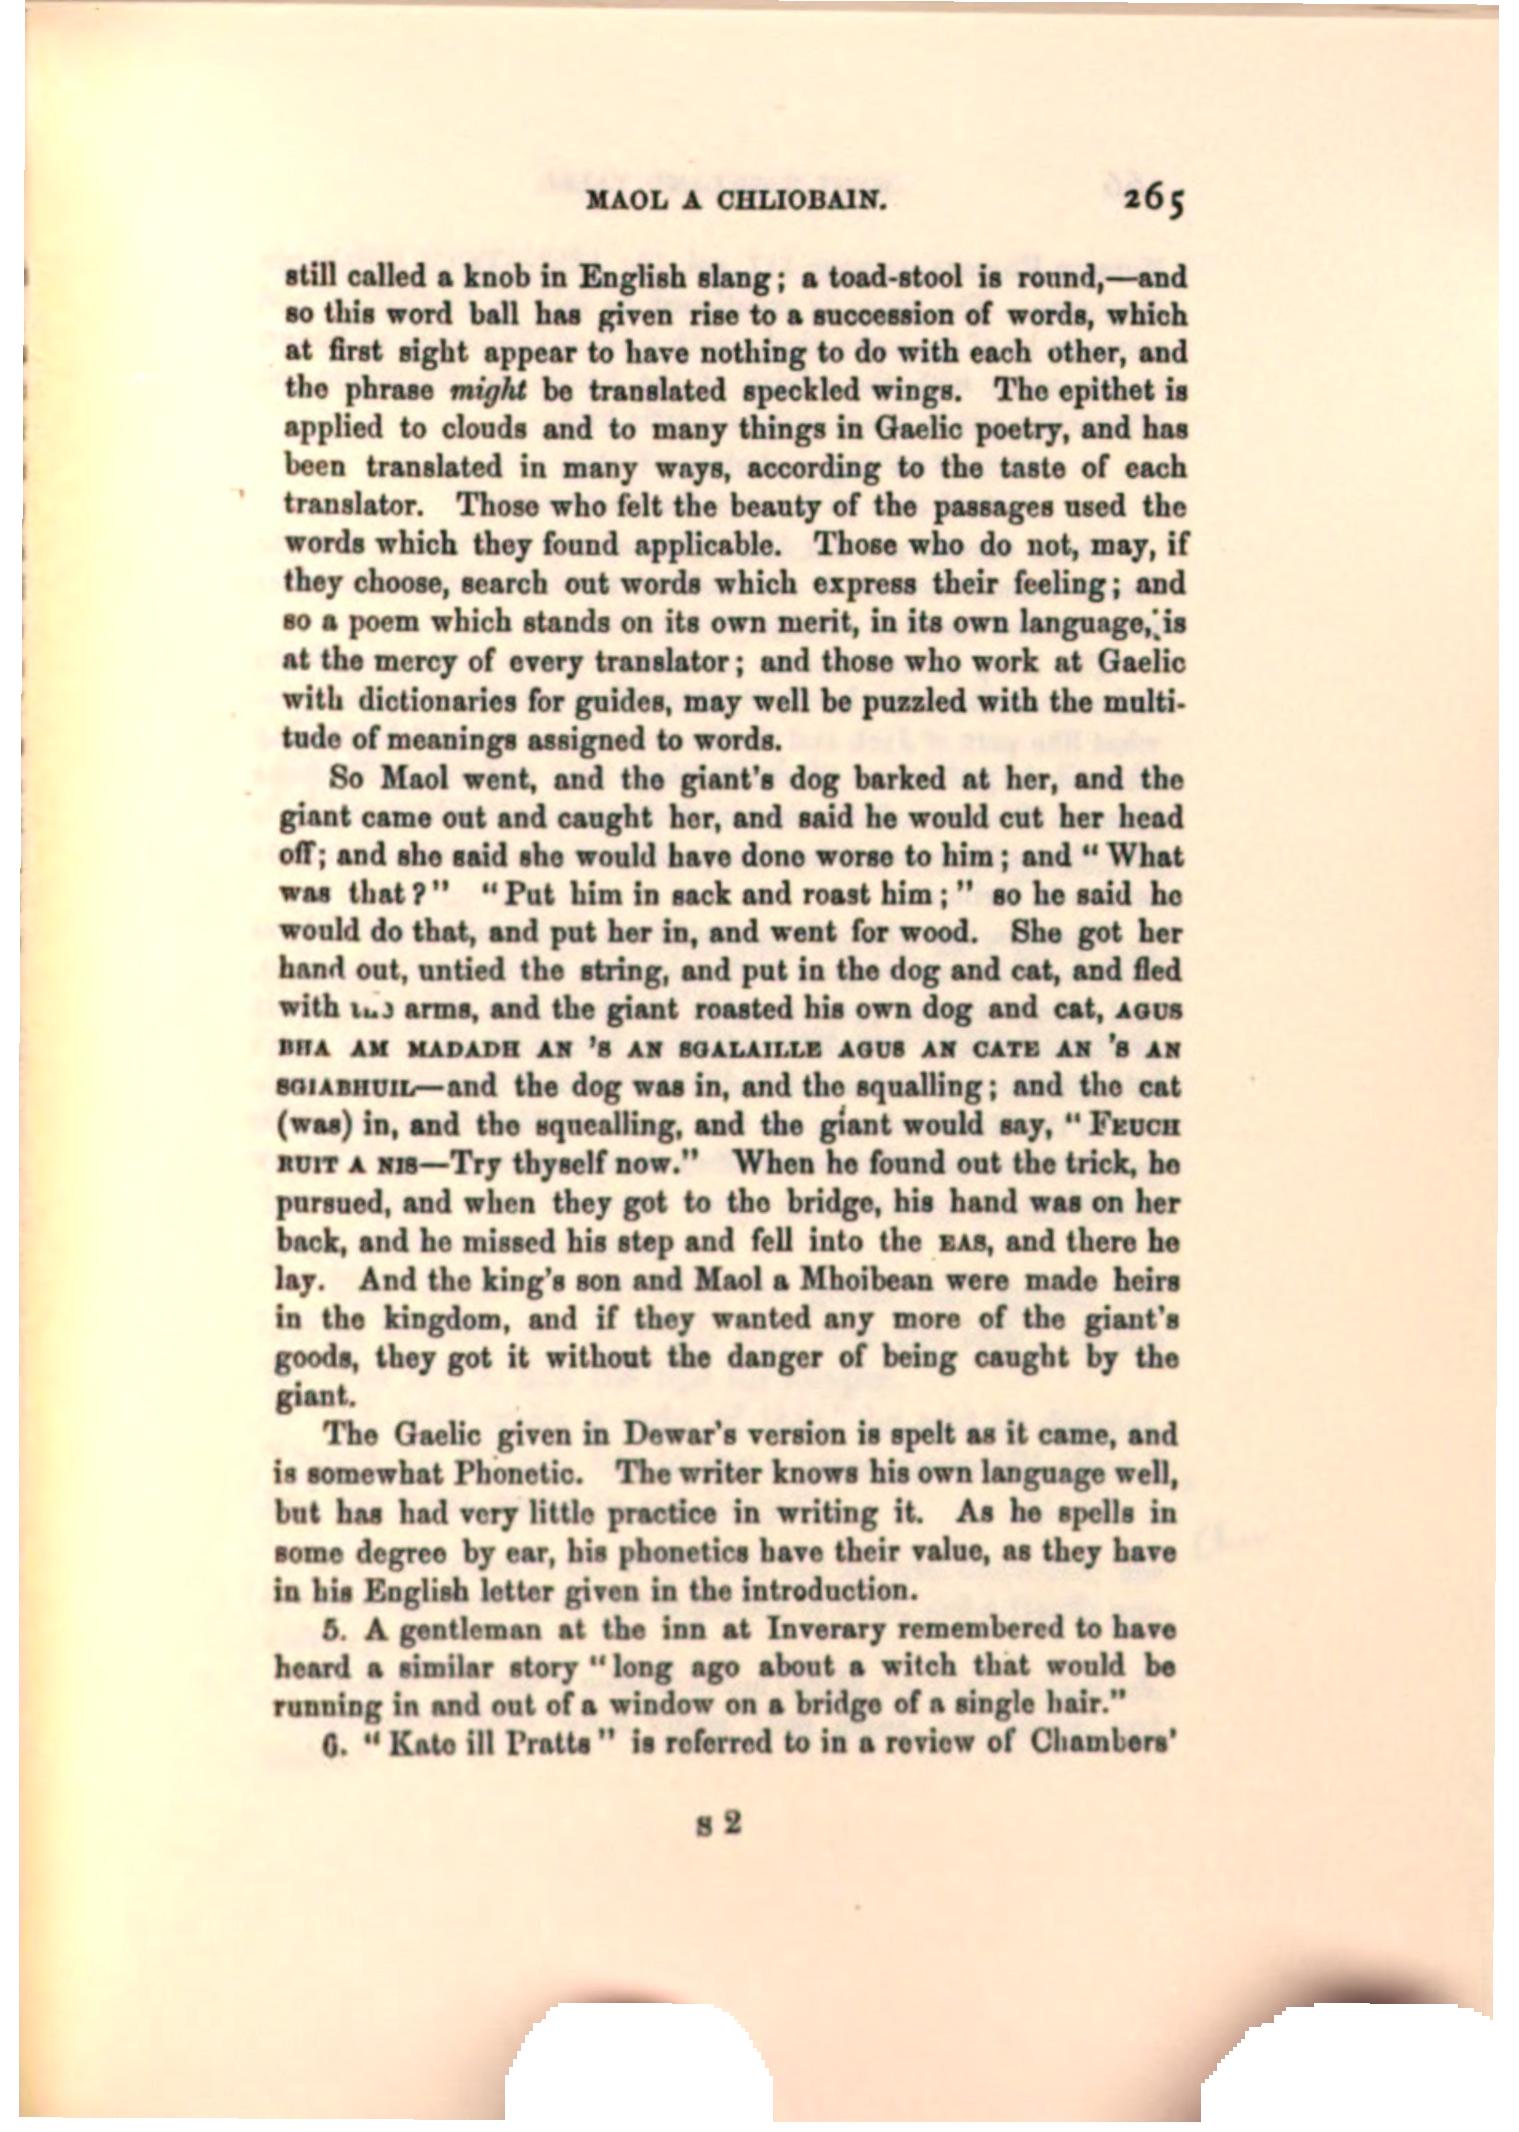 MAOL A CHLIOBAIN. 265
still called a knob in English slang; a toad-stool is round,—and
so this word ball has given rise to a succession of words, which
at first sight appear to have nothing to do with each other, and
the phrase might be translated speckled wings. The epithet is
applied to clouds and to many things in Gaelic poetry, and has
been translated in many ways, according to the taste of each
translator. Those who felt the beauty of the passages used the
words which they found applicable. Those who do not, may, if
they choose, search out words which express their feeling; and
so a poem which stands on its own merit, in its own language, is
at the mercy of every translator; and those who work at Gaelic
with dictionaries for guides, may well be puzzled with the multi-
tude of meanings assigned to words.
So Maol went, and the giant's dog barked at her, and the
giant came out and caught her, and said he would cut her head
off; and she said she would have done worse to him; and "What
was that?" "Put him in sack and roast him;" so he said he
would do that, and put her in, and went for wood. She got her
hand out, untied the string, and put in the dog and cat, and fled
with arms, and the giant roasted his own dog and cat, AGUS
BHA AM MADADH AN 'S AN SGALAILLE AGUS AN CATE AN 'S AN
SGIABHUIL—and the dog was in, and the squalling; and the cat
(was) in, and the squealling, and the giant would say, "FEUCH
RUIT A NIS—Try thyself now." When he found out the trick, he
pursued, and when they got to the bridge, his hand was on her
back, and he missed his step and fell into the EAS, and there he
lay. And the king's son and Maol a Mhoibean were made heirs
in the kingdom, and if they wanted any more of the giant's
goods, they got it without the danger of being caught by the
giant.
The Gaelic given in Dewar's version is spelt as it came, and
is somewhat Phonetic. The writer knows his own language well,
but has had very little practice in writing it. As he spells in
some degree by ear, his phonetics have their value, as they have
in his English letter given in the introduction.
5. A gentleman at the inn at Inverary remembered to have
heard a similar story "long ago about a witch that would be
running in and out of a window on a bridge of a single hair."
6. "Kate ill Pratts" is referred to in a review of Chambers'
S 2